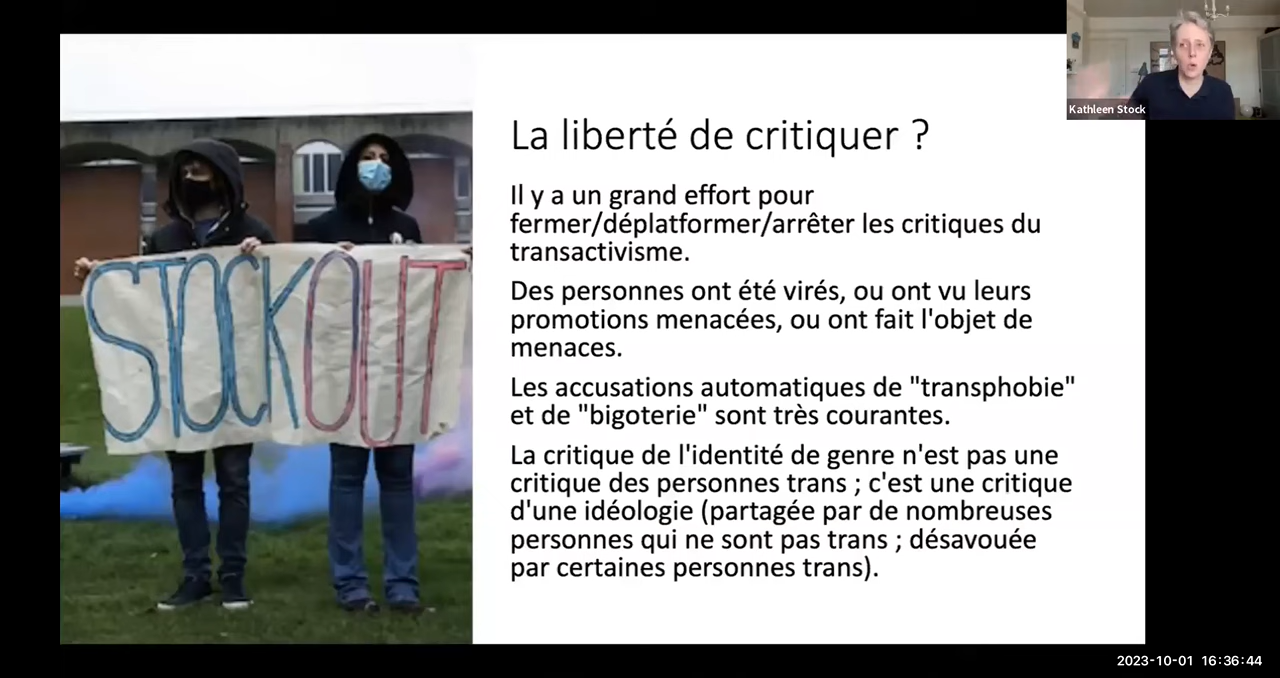 Kathleen Stock
La liberté de critiquer ?
Il y a un grand effort pour
fermer/déplatformer/arrêter les critiques du
transactivisme.
Des personnes ont été virés, ou ont vu leurs
promotions menacées, ou ont fait l'objet de
menaces.
Les accusations automatiques de "transphobie"
et de "bigoterie" sont très courantes.
La critique de l'identité de genre n'est pas une
critique des personnes trans ; c'est une critique
d'une idéologie (partagée par de nombreuses
personnes qui ne sont pas trans ; désavouée
par certaines personnes trans).
STOCKOUT
2023-10-01 16:36:44